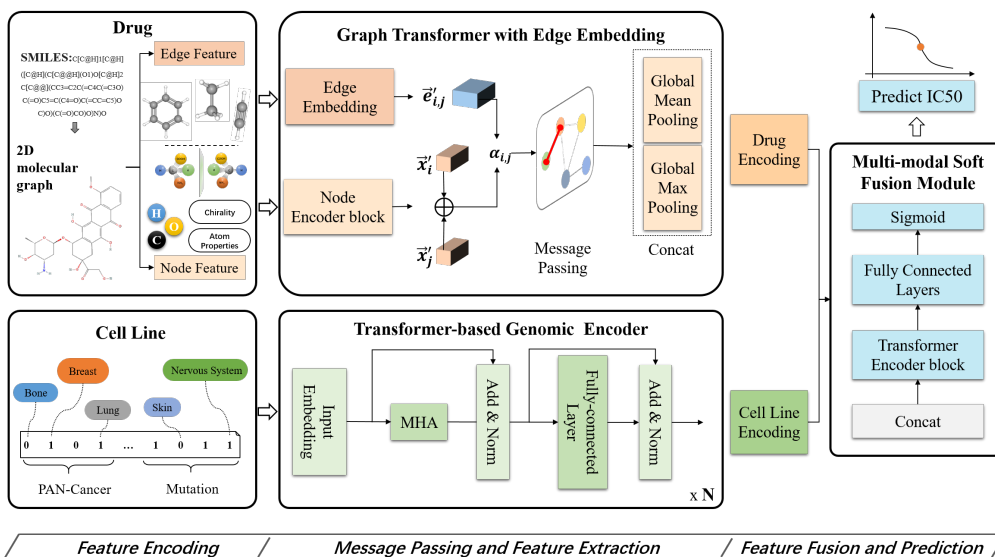 Drug
SMILES:C[C@H]1[C@H]
([C@H](C[C@@H](O1)O[C@H]2
C[C@@](CC3=C2C(=C4C(=C3O)
C(=O)C5=C(C4=O)C(=CC=C5)O
C)O)(C(=O)CO)O)N)O
2D
molecular
graph
Edge Feature
H
O
C
Chirality
Atom
Properties
Node Feature
Graph Transformer with Edge Embedding
Edge
Embedding
Node
Encoder block
e⃗′i,j
x⃗′i
x⃗′j
αi,j
Message
Passing
Global
Mean
Pooling
Global
Max
Pooling
Concat
Cell Line
Bone
Breast
Lung
Skin
Nervous System
0 1 0 1 ... 1 0 1 1
PAN-Cancer
Mutation
Transformer-based Genomic Encoder
Input
Embedding
MHA
Add & Norm
Fully-connected
Layer
Add & Norm
x N
Drug
Encoding
Cell Line
Encoding
Predict IC50
Multi-modal Soft
Fusion Module
Sigmoid
Fully Connected
Layers
Transformer
Encoder block
Concat
Feature Encoding
Message Passing and Feature Extraction
Feature Fusion and Prediction